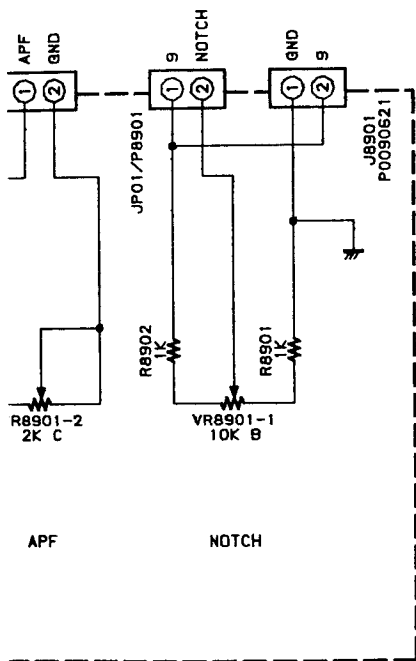 APF
GND
9
NOTCH
GND
9
1
2
1
2
1
2
JP01/P8901
J8901
P0090621
R8902
1K
R8901
1K
R8901-2
2K C
VR8901-1
10K B
APF
NOTCH